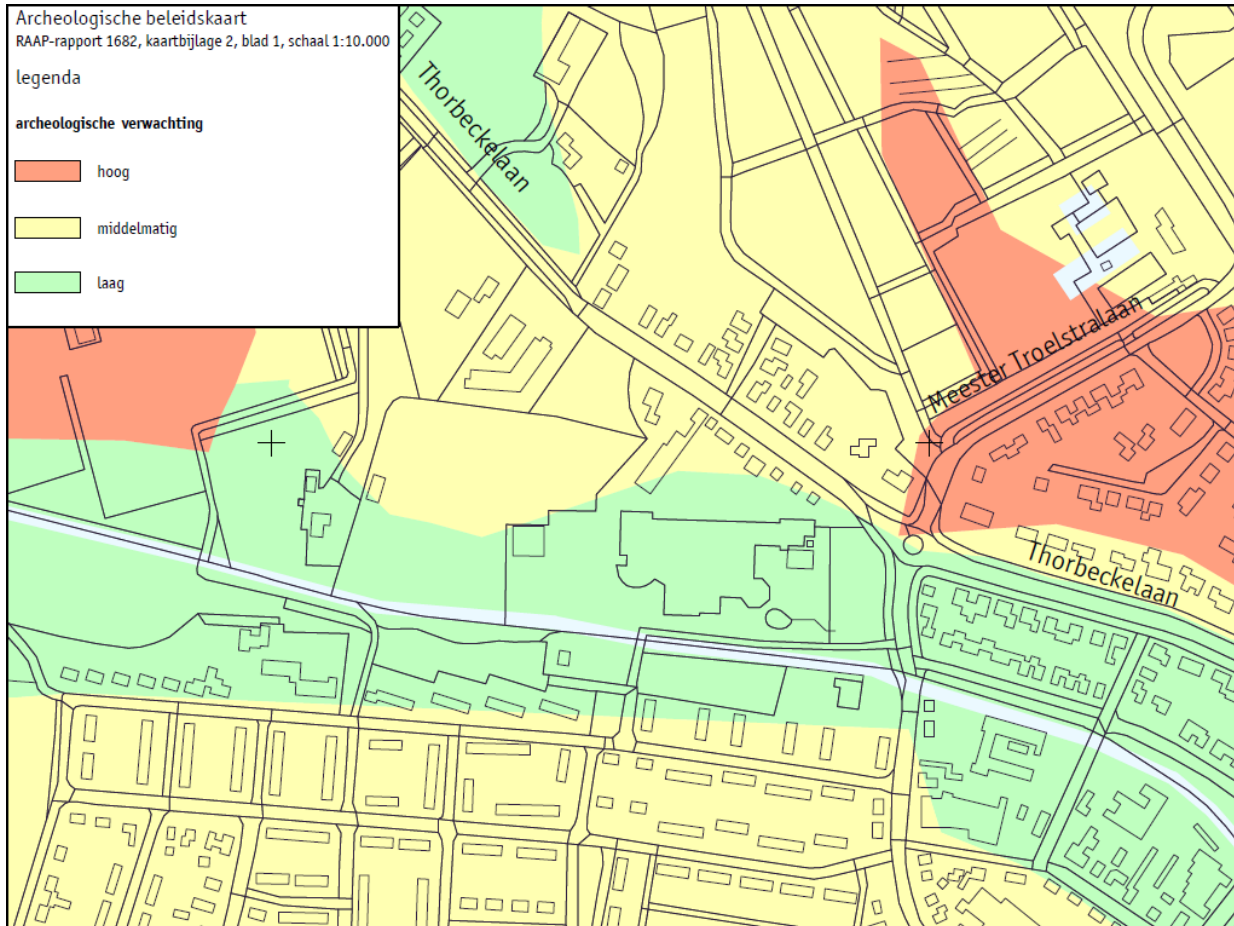 Archeologische beleidskaart
RAAP-rapport 1682, kaartbijlage 2, blad 1, schaal 1:10.000
legenda
archeologische verwachting
hoog
middelmatig
laag
Thorbeckelaan
Meester Troelstralaan
Thorbeckelaan